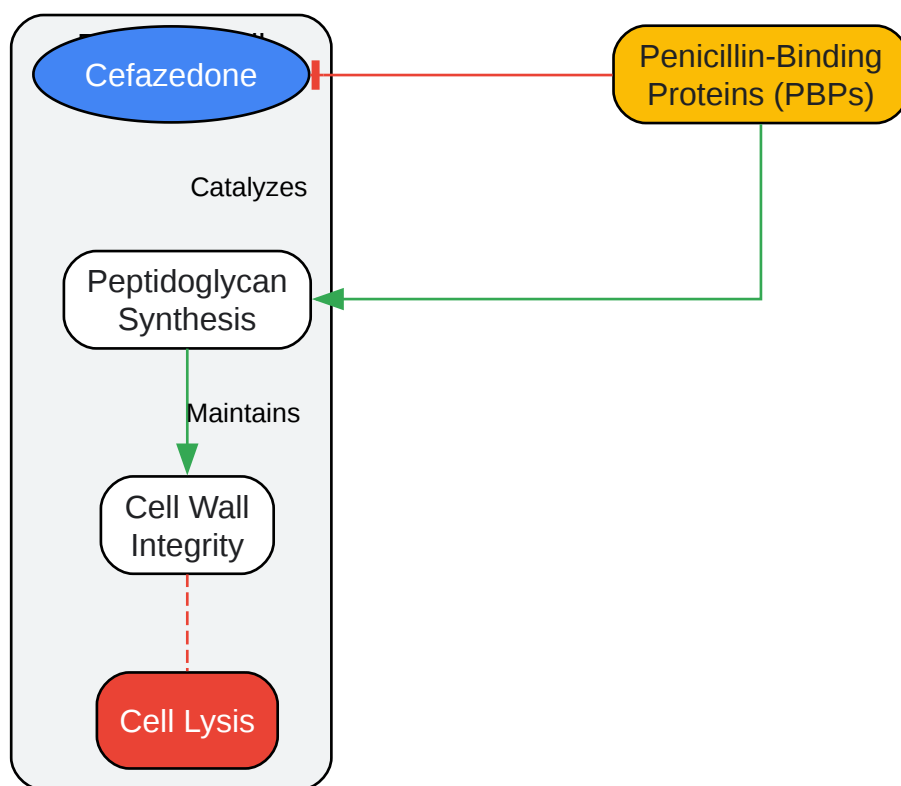 Cefazedone
Penicillin-Binding
Proteins (PBPs)
Catalyzes
Peptidoglycan
Synthesis
Maintains
Cell Wall
Integrity
Cell Lysis